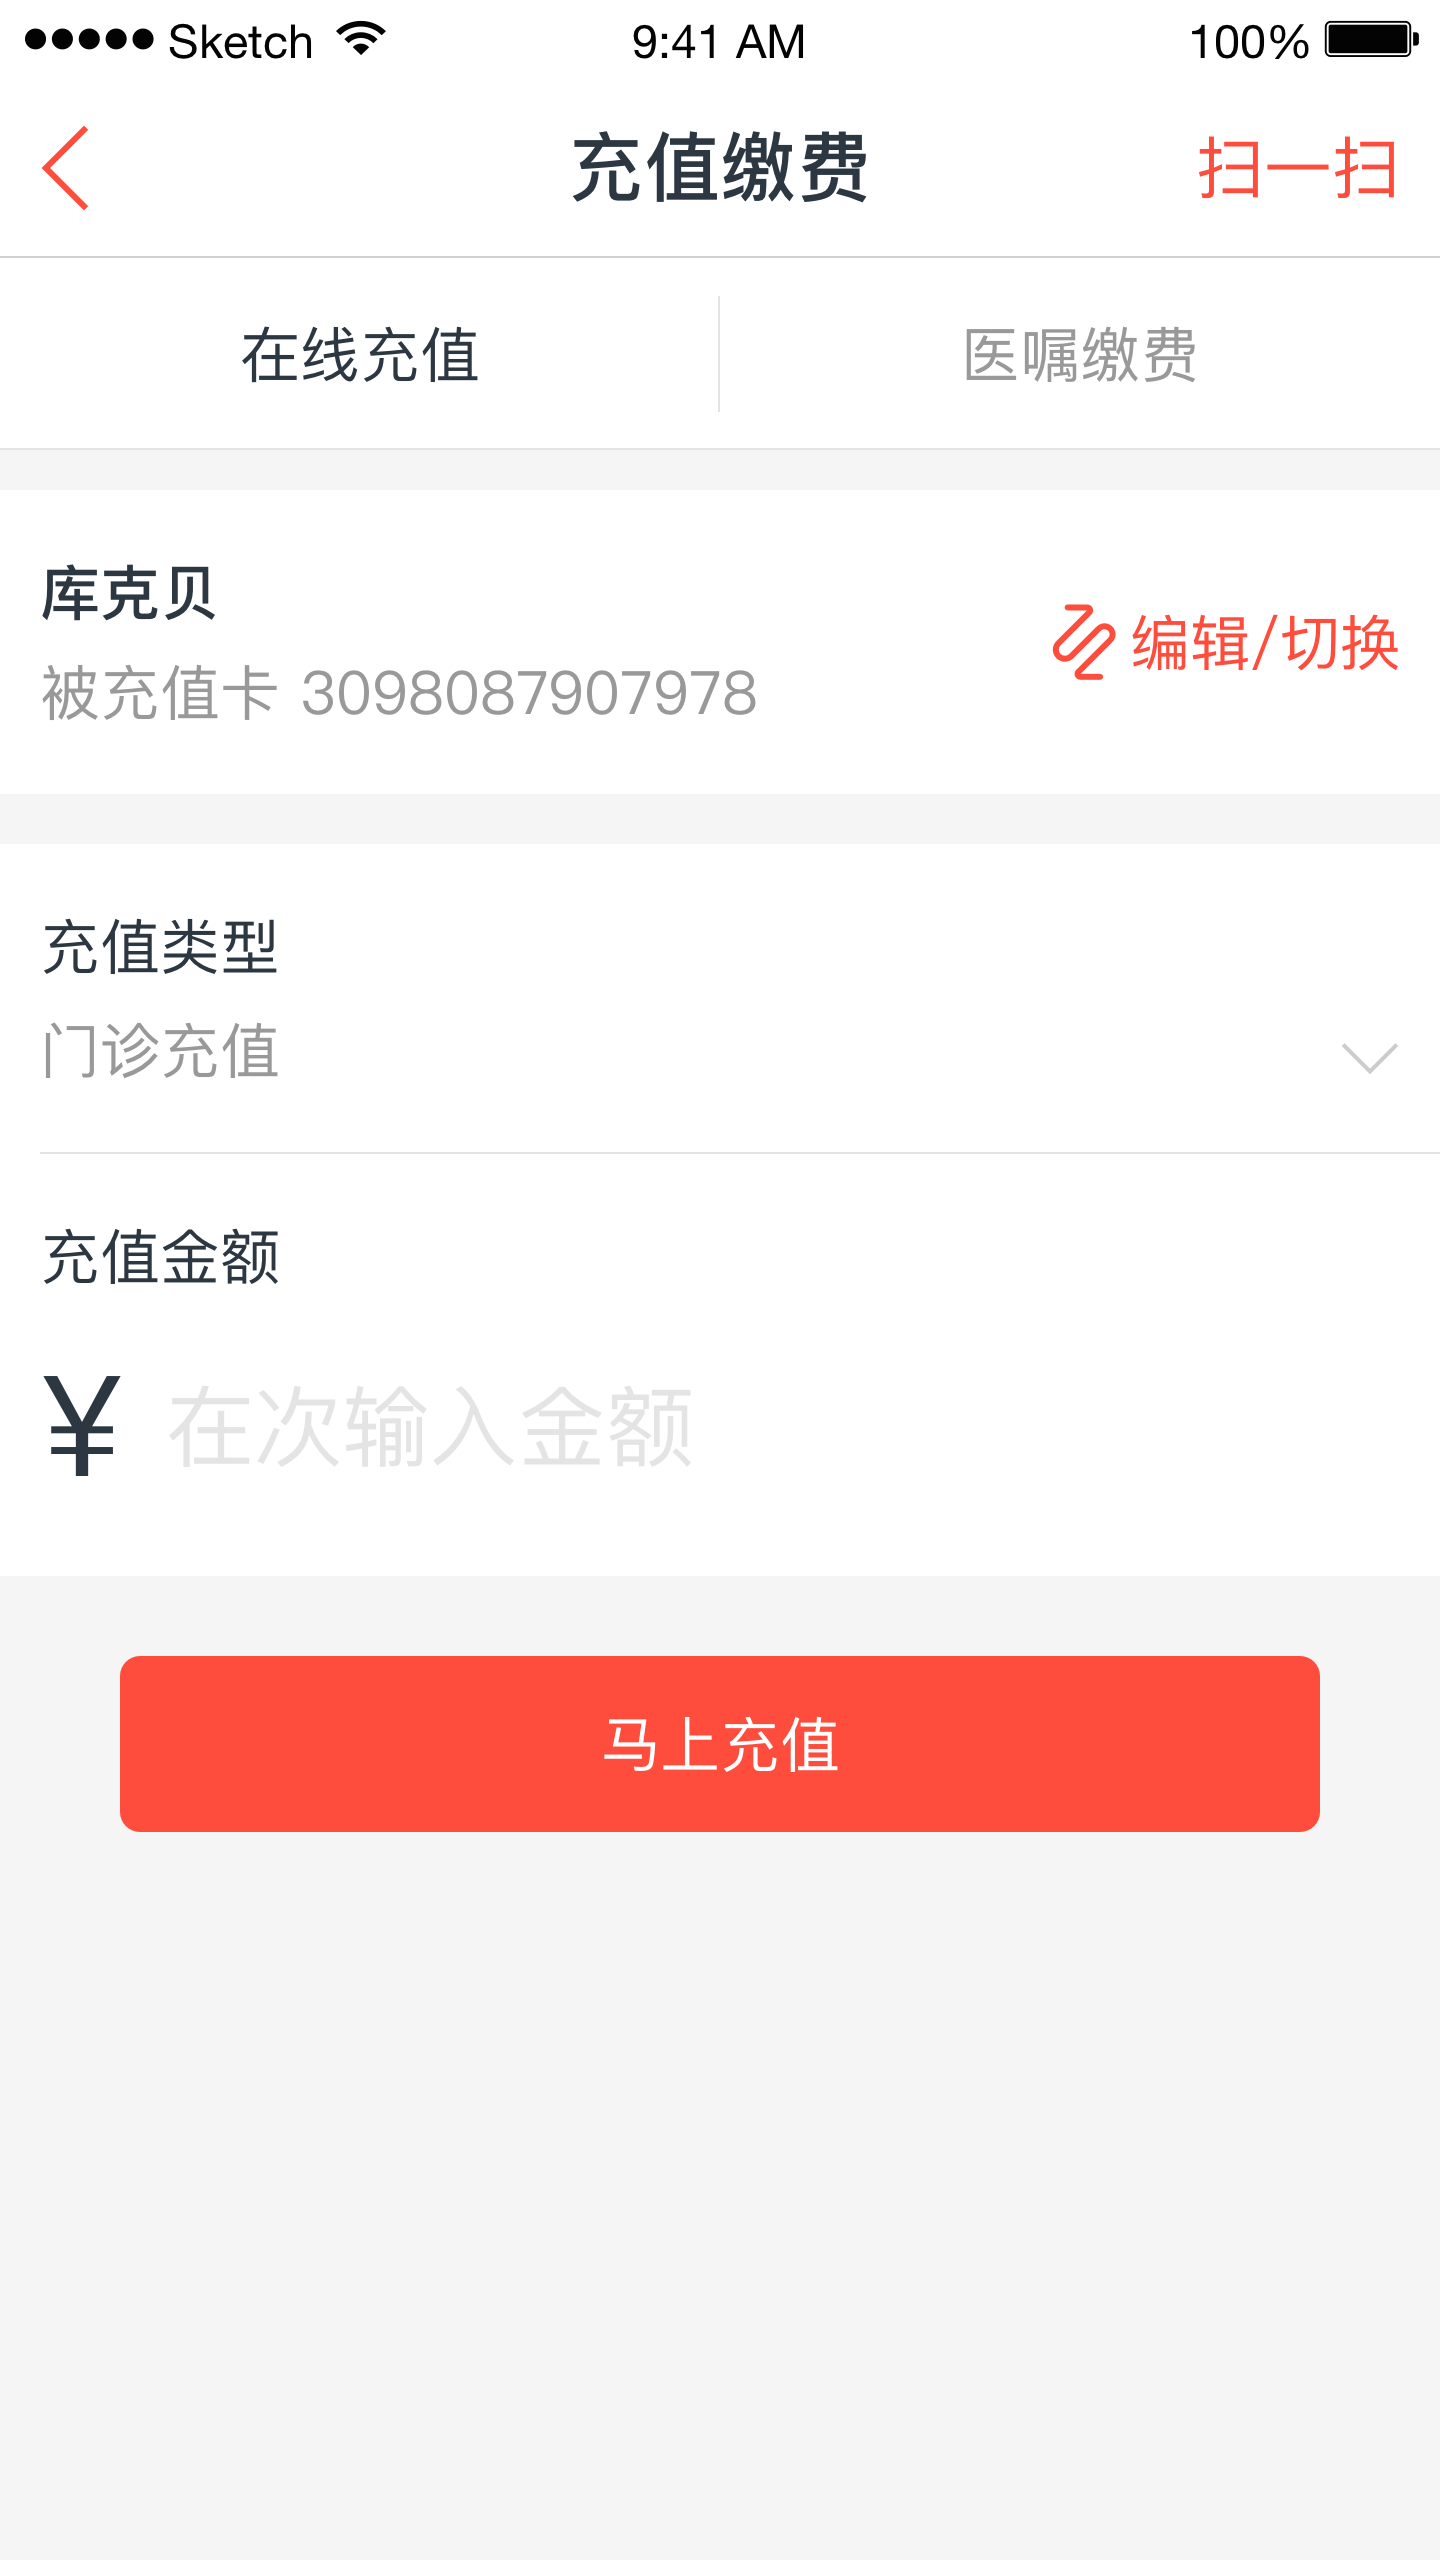 Sketch 9:41 AM 100%
充值缴费 扫一扫
在线充值 医嘱缴费
库克贝
被充值卡 3098087907978
编辑/切换
充值类型
门诊充值
充值金额
¥ 在次输入金额
马上充值